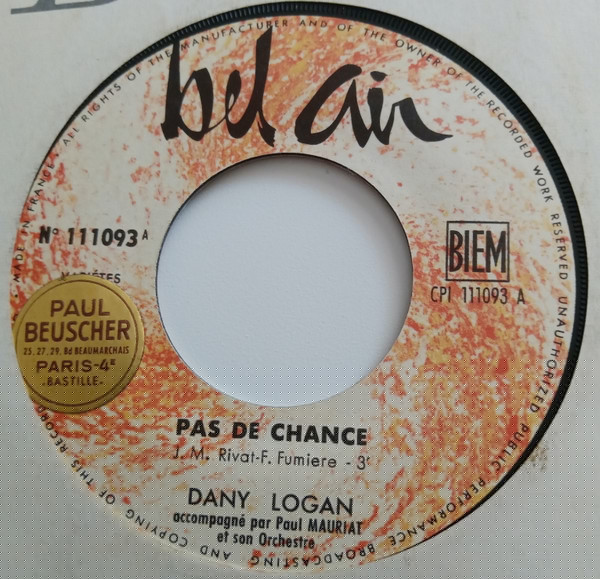 bel air
MADE IN FRANCE · ALL RIGHTS OF THE MANUFACTURER AND OF THE OWNER OF THE RECORDED WORK RESERVED UNAUTHORIZED PUBLIC PERFORMANCE BROADCASTING AND COPYING OF THIS RECORD
Nº 111093 A
VARIÉTES
BIEM
CPI 111093 A
PAUL
BEUSCHER
25, 27, 29, Bd BEAUMARCHAIS
PARIS-4E
·BASTILLE·
PAS DE CHANCE
J. M. Rivat-F. Fumiere - 3'
DANY LOGAN
accompagné par Paul MAURIAT
et son Orchestre